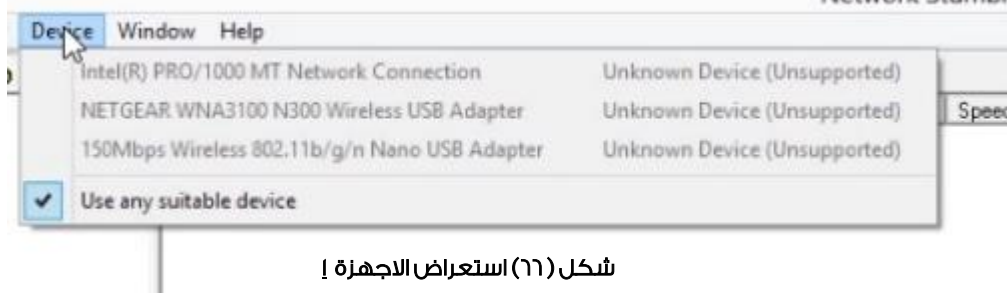 Device Window Help
Intel(R) PRO/1000 MT Network Connection Unknown Device (Unsupported)
NETGEAR WNA3100 N300 Wireless USB Adapter Unknown Device (Unsupported)
Speed
150Mbps Wireless 802.11b/g/n Nano USB Adapter Unknown Device (Unsupported)
Use any suitable device
شكل (٦٦) استعراض الاجهزة 1